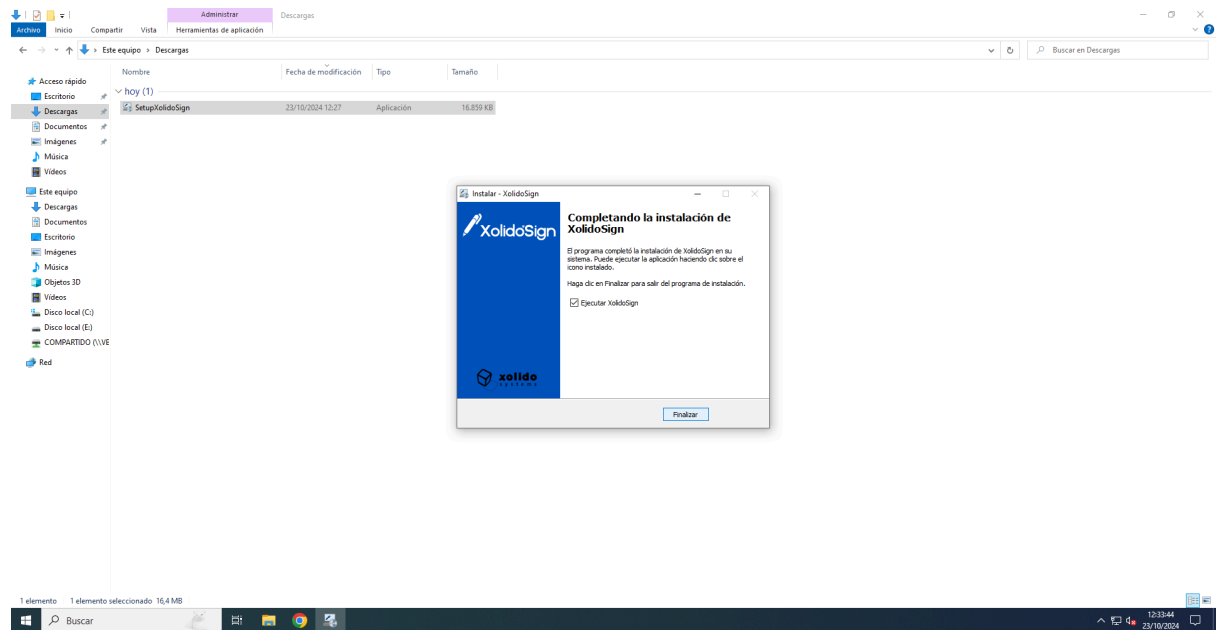 Administrar
Descargas
Archivo
Inicio
Compartir
Vista
Herramientas de aplicación
Este equipo
Descargas
Buscar en Descargas
Nombre
Fecha de modificación
Tipo
Tamaño
hoy (1)
SetupXolidoSign
23/10/2024 12:27
Aplicación
16.859 KB
Acceso rápido
Escritorio
Descargas
Documentos
Imágenes
Música
Vídeos
Este equipo
Descargas
Documentos
Escritorio
Imágenes
Música
Objetos 3D
Vídeos
Disco local (C:)
Disco local (E:)
COMPARTIDO (\\VE
Red
Instalar - XolidoSign
XolidoSign
Completando la instalación de
XolidoSign
El programa completó la instalación de XolidoSign en su
sistema. Puede ejecutar la aplicación haciendo clic sobre el
icono instalado.
Haga clic en Finalizar para salir del programa de instalación.
Ejecutar XolidoSign
xolido
systems
Finalizar
1 elemento
1 elemento seleccionado 16,4 MB
Buscar
12:33:44
23/10/2024